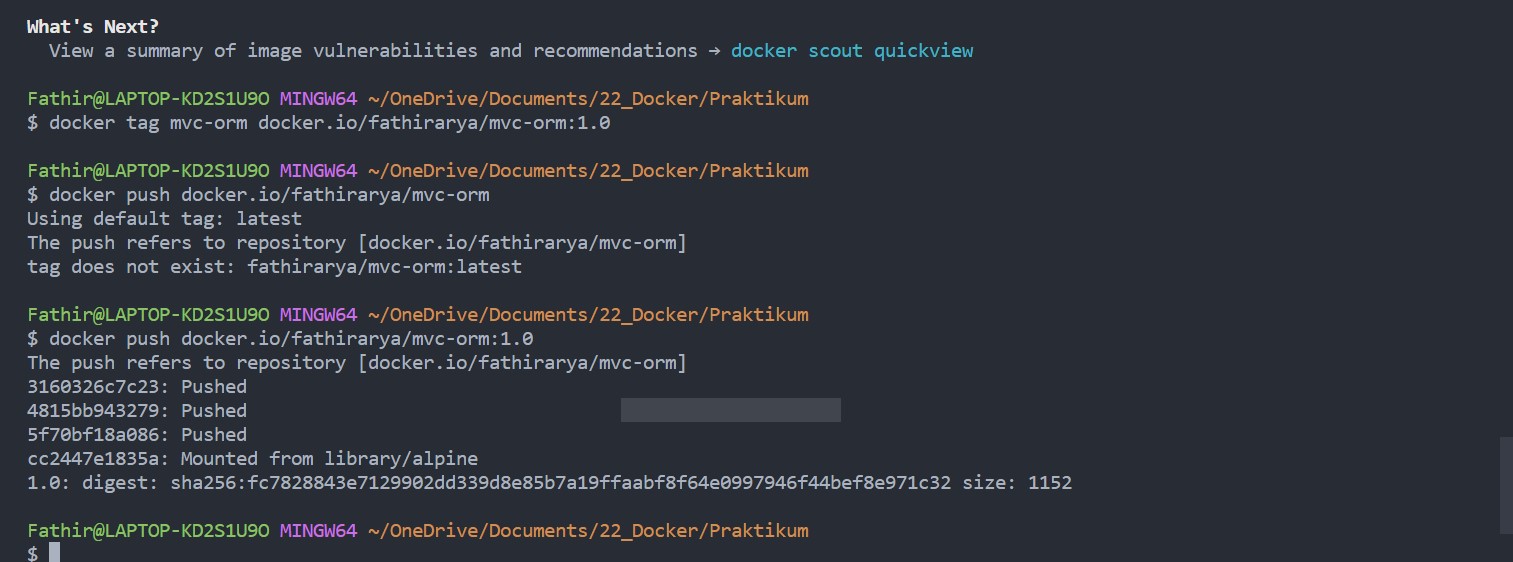 What's Next?
View a summary of image vulnerabilities and recommendations → docker scout quickview
Fathir@LAPTOP-KD2S1U9O MINGW64 ~/OneDrive/Documents/22_Docker/Praktikum
$ docker tag mvc-orm docker.io/fathirarya/mvc-orm:1.0
Fathir@LAPTOP-KD2S1U9O MINGW64 ~/OneDrive/Documents/22_Docker/Praktikum
$ docker push docker.io/fathirarya/mvc-orm
Using default tag: latest
The push refers to repository [docker.io/fathirarya/mvc-orm]
tag does not exist: fathirarya/mvc-orm:latest
Fathir@LAPTOP-KD2S1U9O MINGW64 ~/OneDrive/Documents/22_Docker/Praktikum
$ docker push docker.io/fathirarya/mvc-orm:1.0
The push refers to repository [docker.io/fathirarya/mvc-orm]
3160326c7c23: Pushed
4815bb943279: Pushed
5f70bf18a086: Pushed
cc2447e1835a: Mounted from library/alpine
1.0: digest: sha256:fc7828843e7129902dd339d8e85b7a19ffaabf8f64e0997946f44bef8e971c32 size: 1152
Fathir@LAPTOP-KD2S1U9O MINGW64 ~/OneDrive/Documents/22_Docker/Praktikum
$